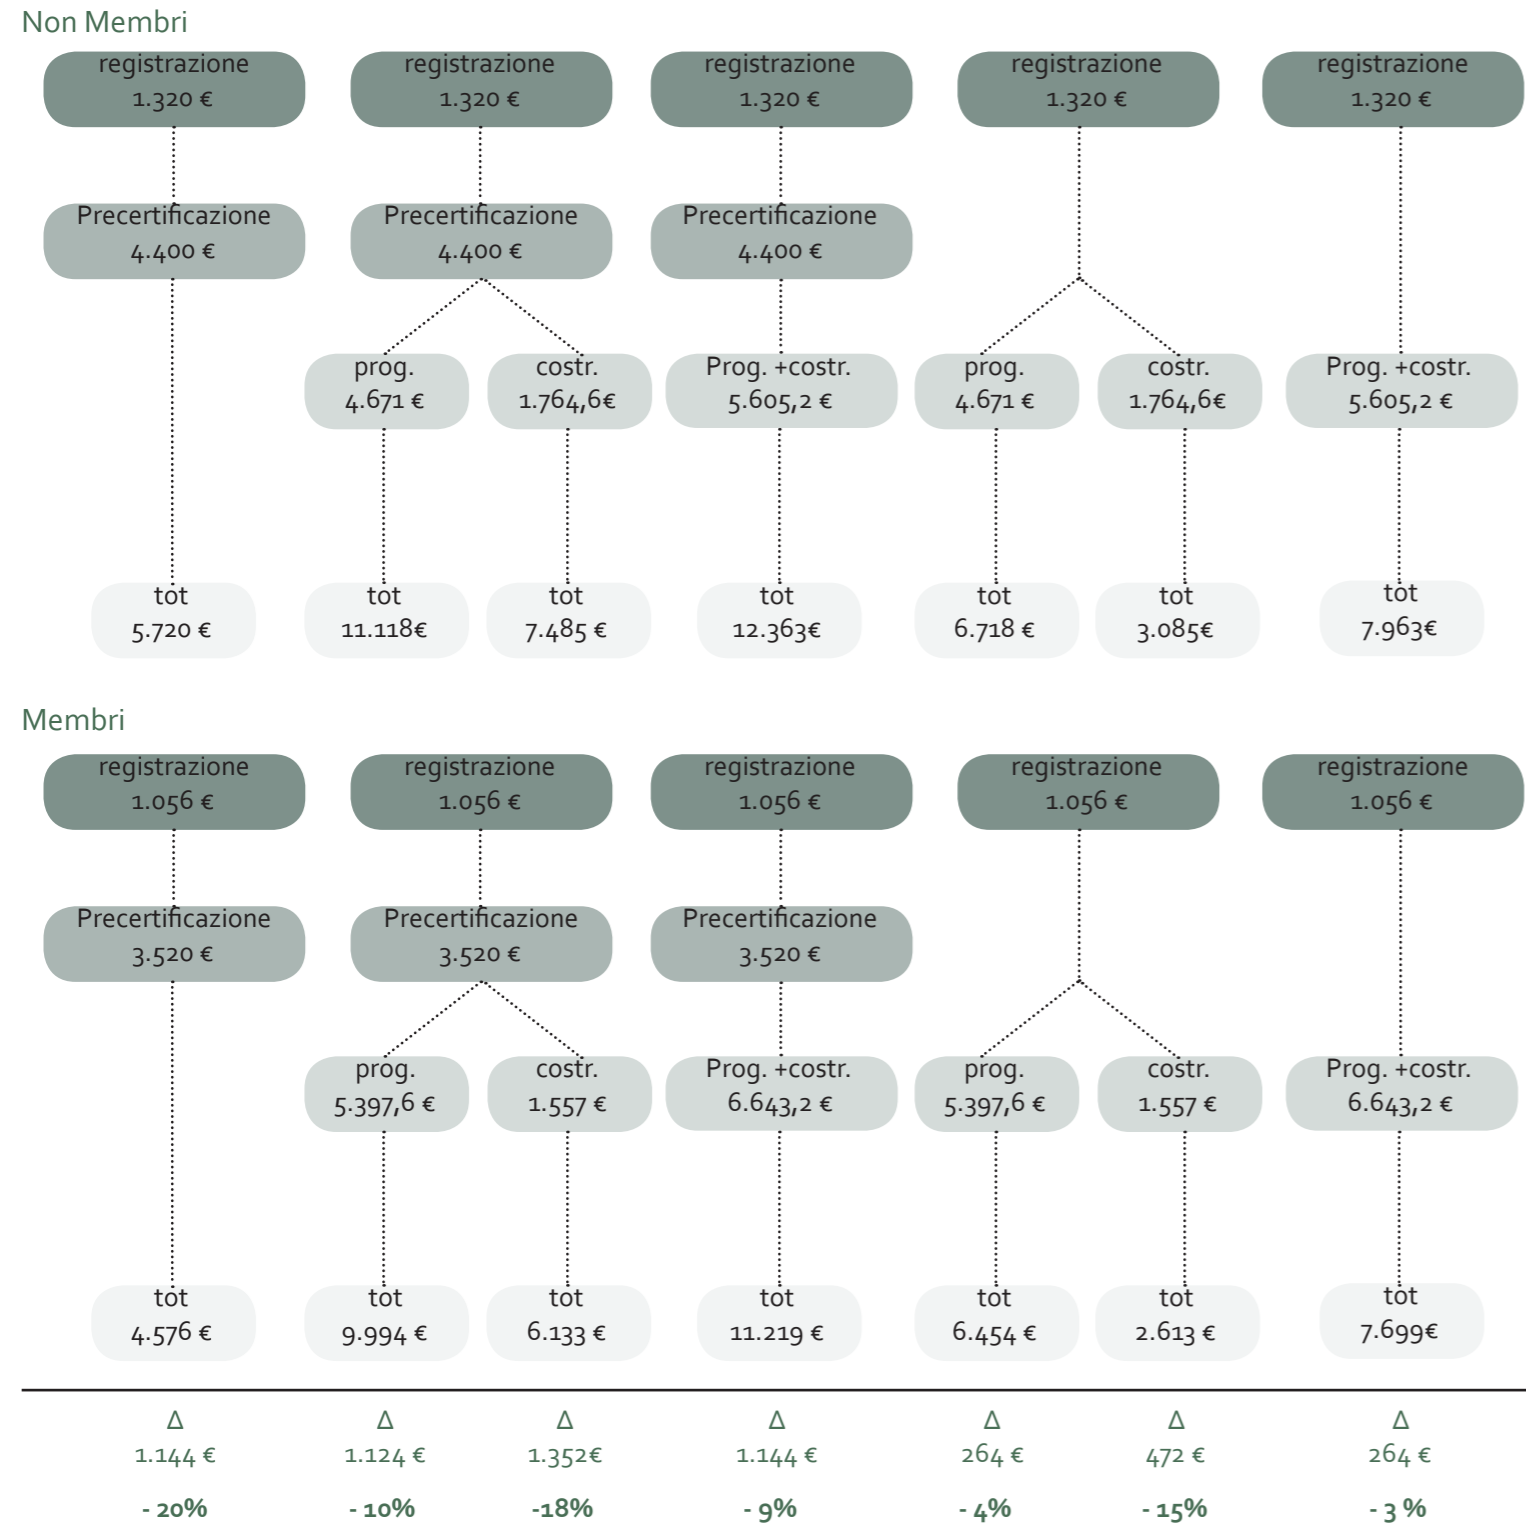 Non Membri
registrazione registrazione registrazione registrazione registrazione
1.320 € 1.320 € 1.320 € 1.320 € 1.320 €
Precertificazione Precertificazione Precertificazione
4.400 € 4.400 € 4.400 €
prog. costr. Prog. +costr. prog. costr. Prog. +costr.
4.671 € 1.764,6€ 5.605,2 € 4.671 € 1.764,6€ 5.605,2 €
tot tot tot tot tot tot tot
5.720 € 11.118€ 7.485 € 12.363€ 6.718 € 3.085€ 7.963€
Membri
registrazione registrazione registrazione registrazione registrazione
1.056 € 1.056 € 1.056 € 1.056 € 1.056 €
Precertificazione Precertificazione Precertificazione
3.520 € 3.520 € 3.520 €
prog. costr. Prog. +costr. prog. costr. Prog. +costr.
5.397,6 € 1.557 € 6.643,2 € 5.397,6 € 1.557 € 6.643,2 €
tot tot tot tot tot tot tot
4.576 € 9.994 € 6.133 € 11.219 € 6.454 € 2.613 € 7.699€
Δ Δ Δ Δ Δ Δ Δ
1.144 € 1.124 € 1.352€ 1.144 € 264 € 472 € 264 €
- 20% - 10% -18% - 9% - 4% - 15% - 3 %